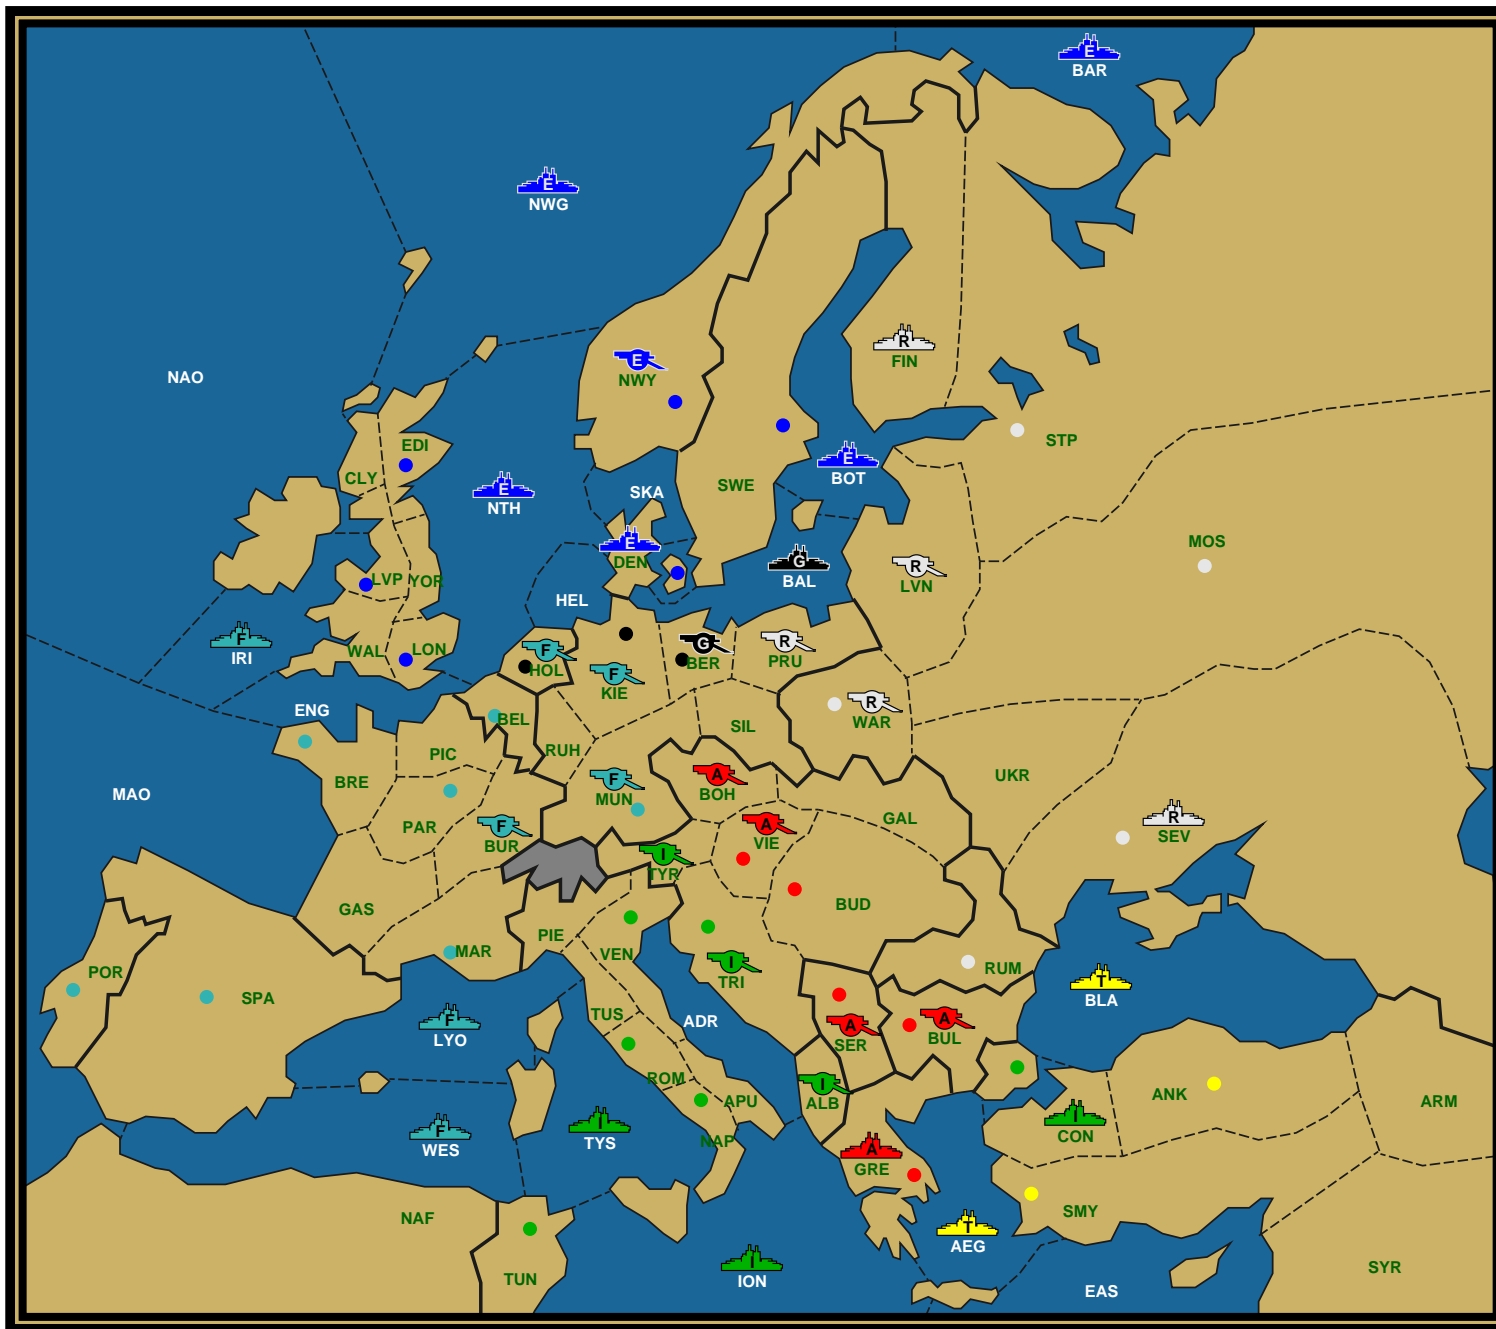 E
BAR
E
NWG
R
FIN
E
NWY
NAO
EDI
STP
CLY
E
BOT
SWE
SKA
E
NTH
MOS
E
DEN
G
BAL
R
LVN
LVP
YOR
HEL
F
IRI
WAL
LON
F
HOL
G
BER
R
PRU
F
KIE
R
WAR
ENG
BEL
SIL
PIC
RUH
BRE
UKR
F
MUN
A
BOH
MAO
PAR
F
BUR
A
VIE
GAL
R
SEV
I
TYR
GAS
BUD
PIE
VEN
MAR
I
TRI
RUM
POR
SPA
T
BLA
F
LYO
TUS
ADR
A
SER
A
BUL
ROM
I
ALB
APU
ANK
ARM
F
WES
I
TYS
NAP
I
CON
A
GRE
NAF
SMY
T
AEG
I
ION
TUN
EAS
SYR